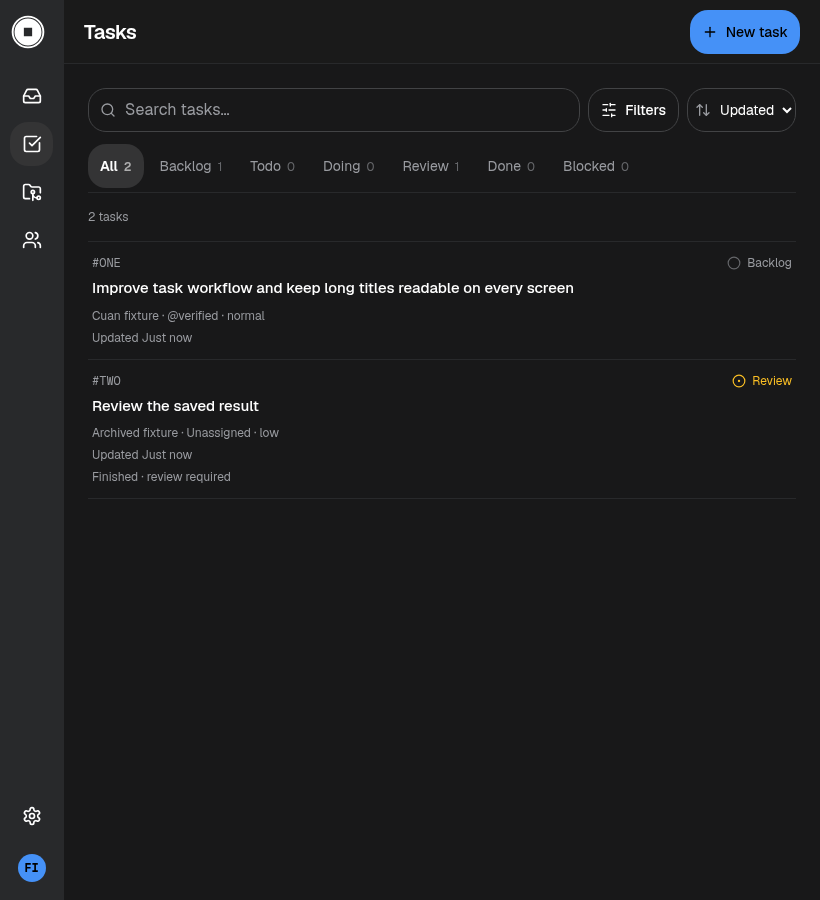 Tasks
New task
Search tasks...
Filters
Updated
All 2
Backlog 1
Todo 0
Doing 0
Review 1
Done 0
Blocked 0
2 tasks
#ONE
Backlog
Improve task workflow and keep long titles readable on every screen
Cuan fixture · @verified · normal
Updated Just now
#TWO
Review
Review the saved result
Archived fixture · Unassigned · low
Updated Just now
Finished · review required
FI